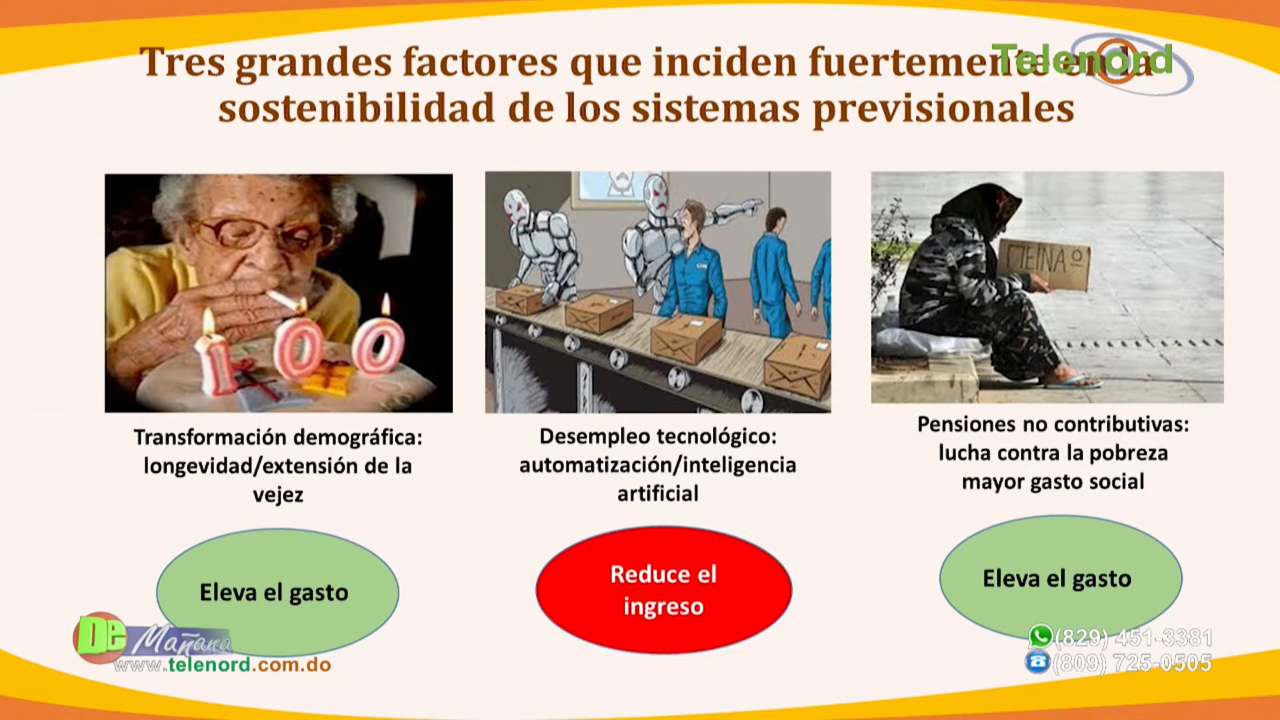 Tres grandes factores que inciden fuertemente en la
sostenibilidad de los sistemas previsionales
Telenord
100
ΠΕΙΝΑΩ
Transformación demográfica:
longevidad/extensión de la
vejez
Desempleo tecnológico:
automatización/inteligencia
artificial
Pensiones no contributivas:
lucha contra la pobreza
mayor gasto social
Eleva el gasto
Reduce el
ingreso
Eleva el gasto
De Mañana
www.telenord.com.do
(829) 451-3381
(809) 725-0505